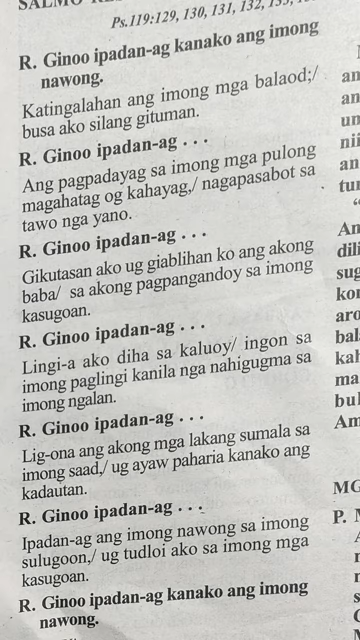 Ps.119:129, 130, 131, 132,
R. Ginoo ipadan-ag kanako ang imong
nawong.
Katingalahan ang imong mga balaod;/
busa ako silang gituman.
R. Ginoo ipadan-ag . . .
Ang pagpadayag sa imong mga pulong
magahatag og kahayag,/ nagapasabot sa
tawo nga yano.
R. Ginoo ipadan-ag . . .
Gikutasan ako ug giablihan ko ang akong
baba/ sa akong pagpangandoy sa imong
kasugoan.
R. Ginoo ipadan-ag . . .
Lingi-a ako diha sa kaluoy/ ingon sa
imong paglingi kanila nga nahigugma sa
imong ngalan.
R. Ginoo ipadan-ag . . .
Lig-ona ang akong mga lakang sumala sa
imong saad,/ ug ayaw paharia kanako ang
kadautan.
R. Ginoo ipadan-ag . . .
Ipadan-ag ang imong nawong sa imong
sulugoon,/ ug tudloi ako sa imong mga
kasugoan.
R. Ginoo ipadan-ag kanako ang imong
nawong.
MG
P.